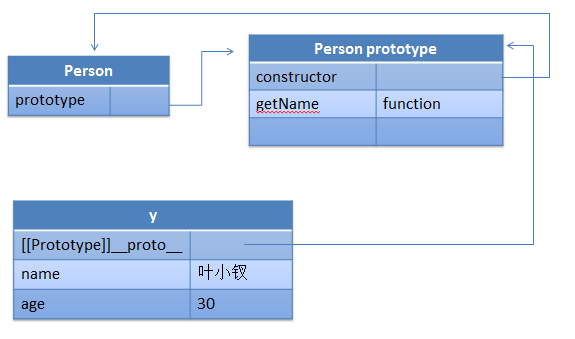 Person
prototype
Person prototype
constructor
getName function
y
[[Prototype]]__proto__
name 叶小钗
age 30